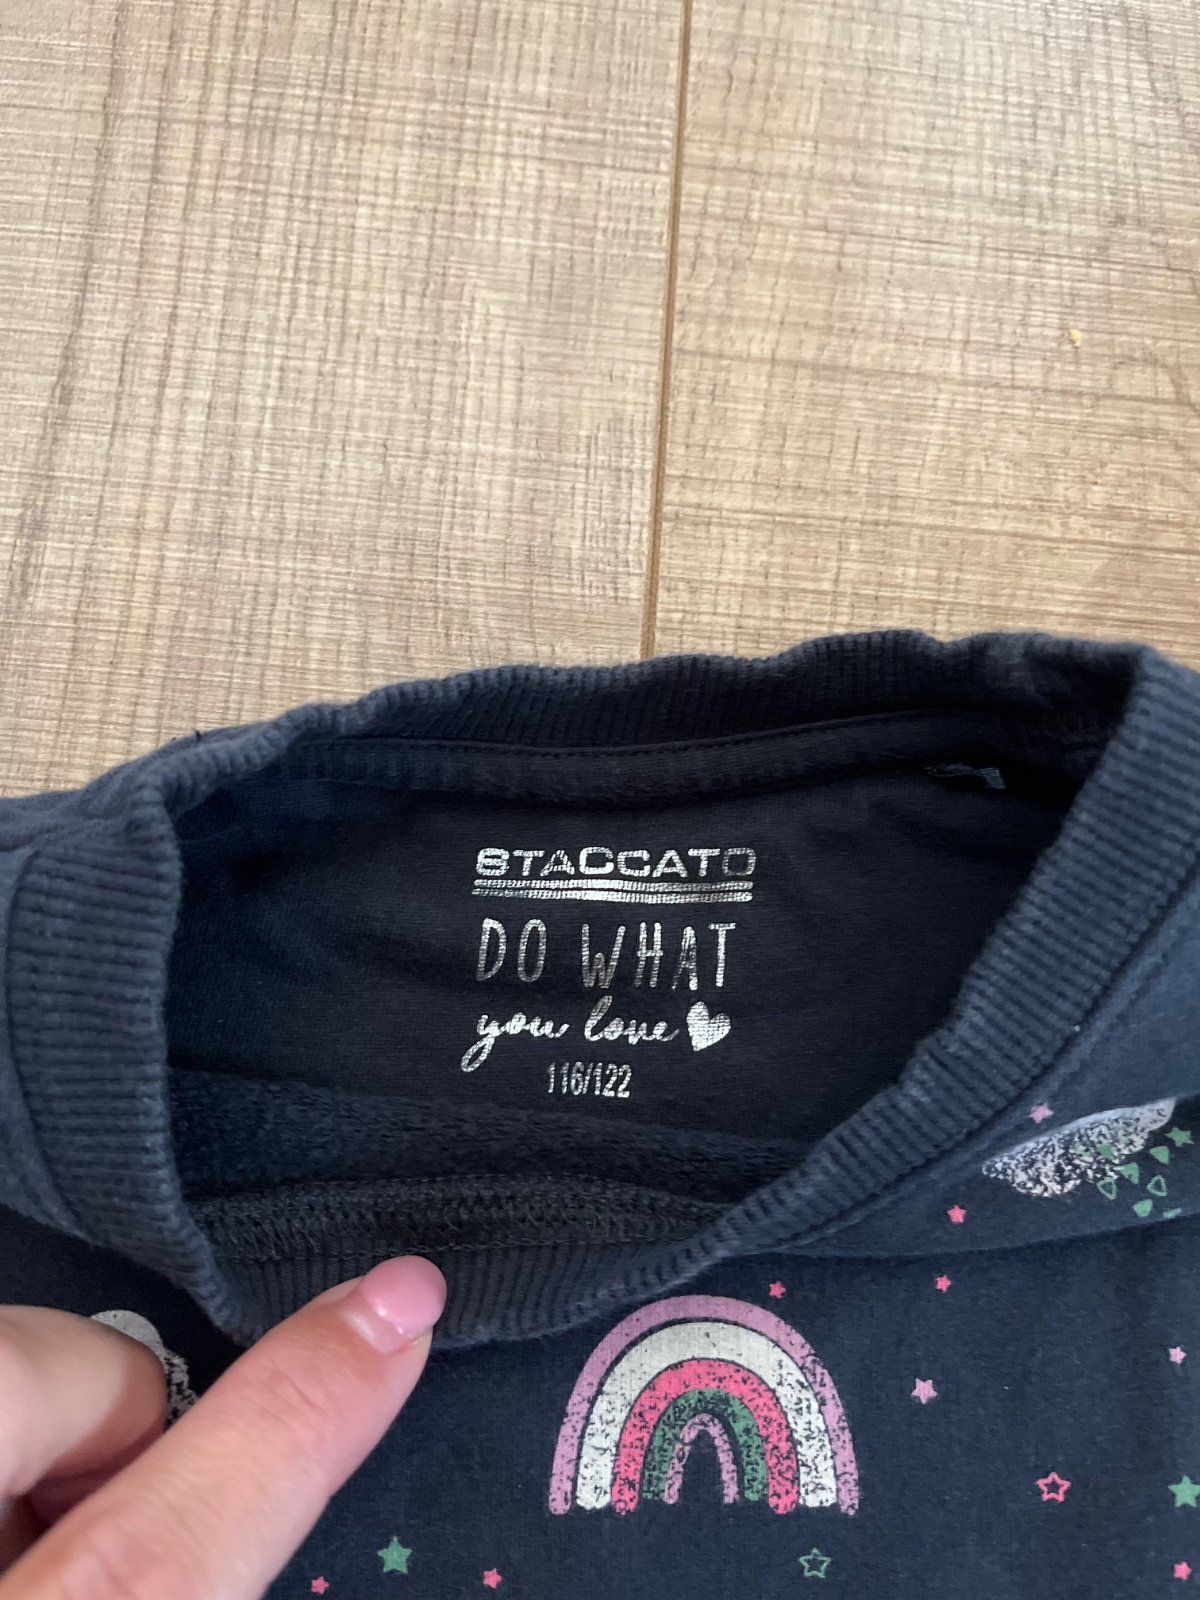 STACCATO
DO WHAT
you love
116/122